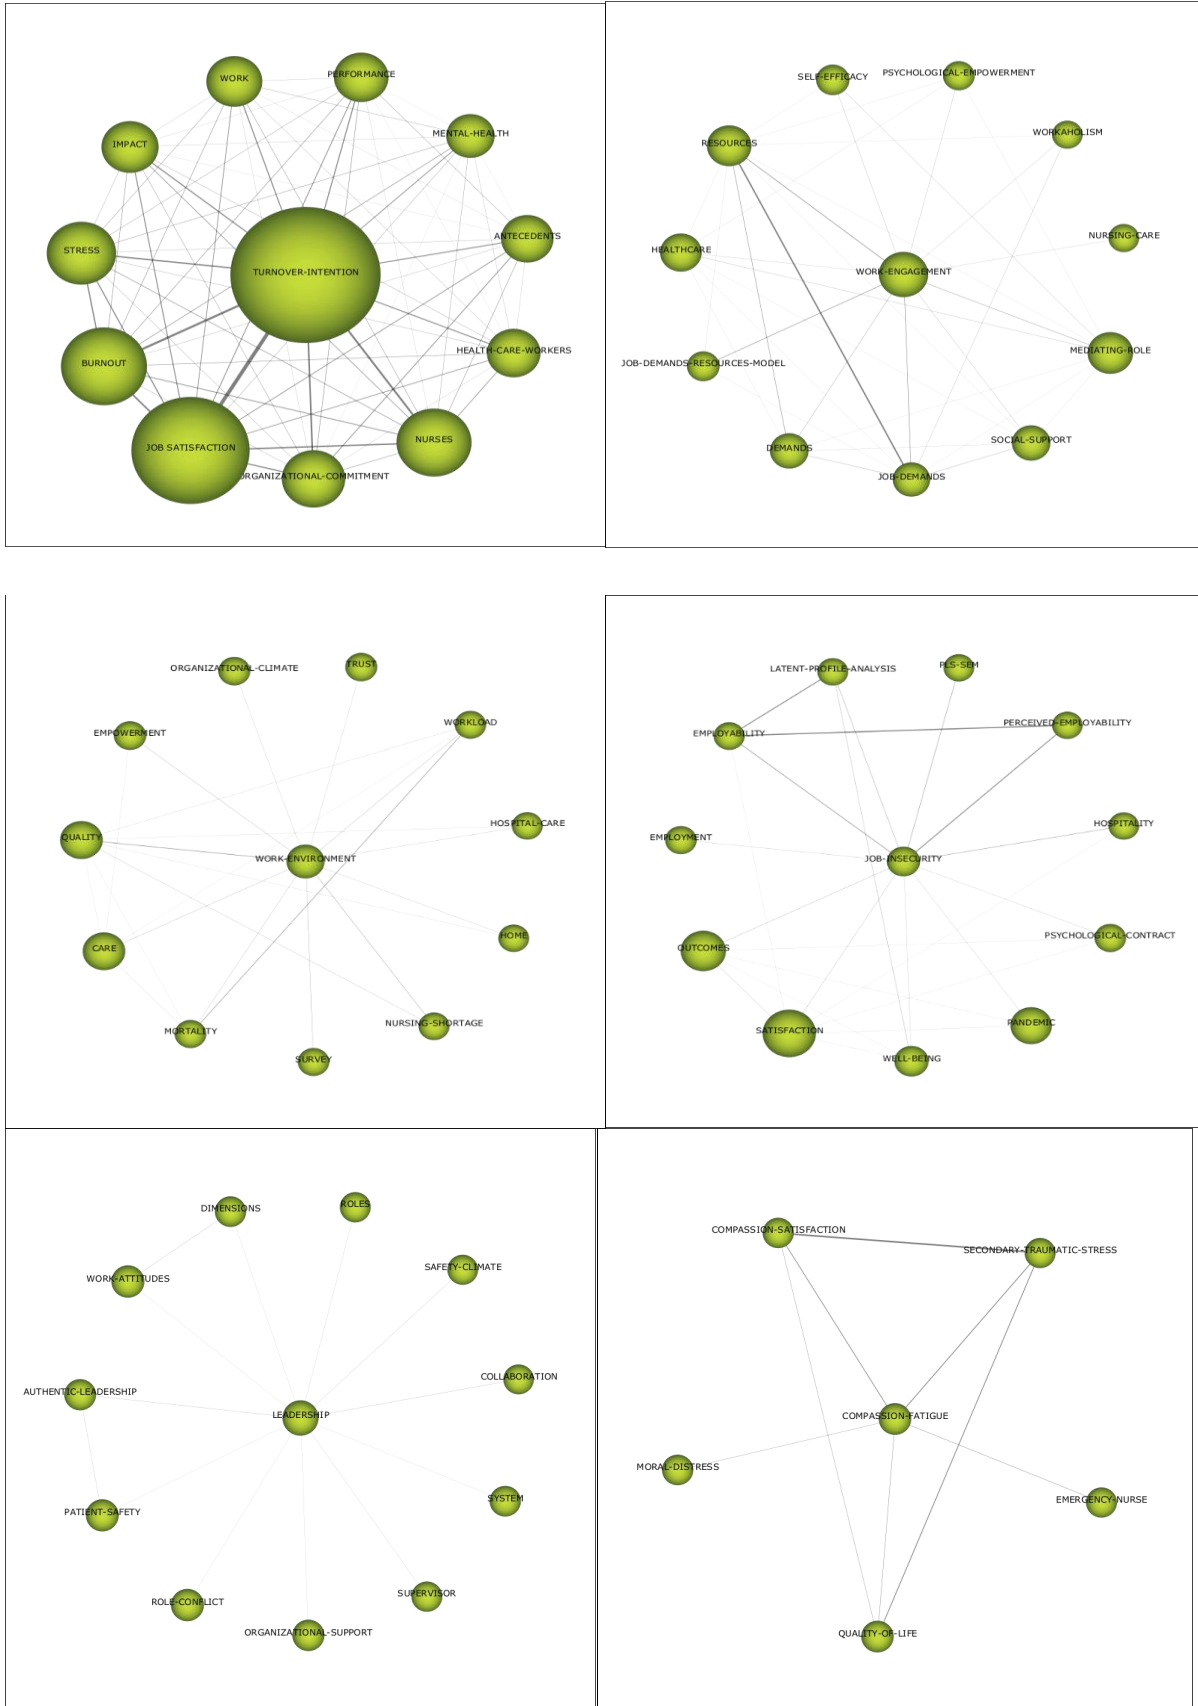 WORK
PERFORMANCE
MENTAL-HEALTH
IMPACT
ANTECEDENTS
STRESS
TURNOVER-INTENTION
HEALTH-CARE-WORKERS
BURNOUT
JOB SATISFACTION
NURSES
ORGANIZATIONAL-COMMITMENT
SELF-EFFICACY
PSYCHOLOGICAL-EMPOWERMENT
WORKAHOLISM
RESOURCES
NURSING-CARE
HEALTHCARE
WORK-ENGAGEMENT
MEDIATING-ROLE
JOB-DEMANDS-RESOURCES-MODEL
SOCIAL-SUPPORT
DEMANDS
JOB-DEMANDS
ORGANIZATIONAL-CLIMATE
TRUST
WORKLOAD
EMPOWERMENT
HOSPITAL-CARE
QUALITY
WORK-ENVIRONMENT
HOME
CARE
NURSING-SHORTAGE
MORTALITY
SURVEY
LATENT-PROFILE-ANALYSIS
PLS-SEM
PERCEIVED-EMPLOYABILITY
EMPLOYABILITY
HOSPITALITY
EMPLOYMENT
JOB-INSECURITY
PSYCHOLOGICAL-CONTRACT
OUTCOMES
PANDEMIC
SATISFACTION
WELL-BEING
DIMENSIONS
ROLES
SAFETY-CLIMATE
WORK-ATTITUDES
COLLABORATION
AUTHENTIC-LEADERSHIP
LEADERSHIP
SYSTEM
PATIENT-SAFETY
SUPERVISOR
ROLE-CONFLICT
ORGANIZATIONAL-SUPPORT
COMPASSION-SATISFACTION
SECONDARY-TRAUMATIC-STRESS
COMPASSION-FATIGUE
MORAL-DISTRESS
EMERGENCY-NURSE
QUALITY-OF-LIFE